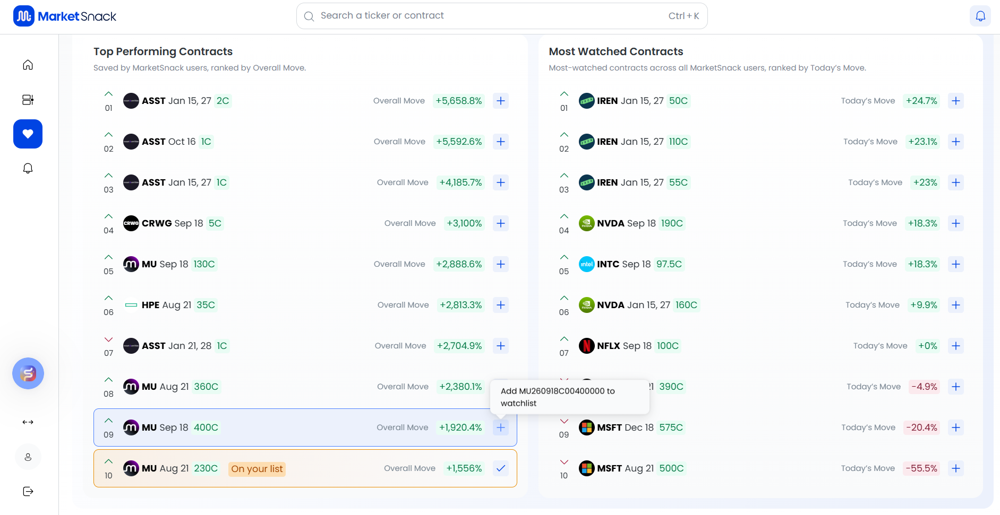 MarketSnack
Search a ticker or contract
Ctrl + K
Top Performing Contracts
Saved by MarketSnack users, ranked by Overall Move.
01 ASST Jan 15, 27 2C Overall Move +5,658.8%
02 ASST Oct 16 1C Overall Move +5,592.6%
03 ASST Jan 15, 27 1C Overall Move +4,185.7%
04 CRWG CRWG Sep 18 5C Overall Move +3,100%
05 MU Sep 18 130C Overall Move +2,888.6%
06 HPE Aug 21 35C Overall Move +2,813.3%
07 ASST Jan 21, 28 1C Overall Move +2,704.9%
08 MU Aug 21 360C Overall Move +2,380.1%
09 MU Sep 18 400C Overall Move +1,920.4%
10 MU Aug 21 230C On your list Overall Move +1,556%
Add MU260918C00400000 to
watchlist
Most Watched Contracts
Most-watched contracts across all MarketSnack users, ranked by Today's Move.
01 IREN IREN Jan 15, 27 50C Today's Move +24.7%
02 IREN IREN Jan 15, 27 110C Today's Move +23.1%
03 IREN IREN Jan 15, 27 55C Today's Move +23%
04 NVIDIA NVDA Sep 18 190C Today's Move +18.3%
05 intel INTC Sep 18 97.5C Today's Move +18.3%
06 NVIDIA NVDA Jan 15, 27 160C Today's Move +9.9%
07 NFLX Sep 18 100C Today's Move +0%
390C Today's Move -4.9%
09 MSFT Dec 18 575C Today's Move -20.4%
10 MSFT Aug 21 500C Today's Move -55.5%